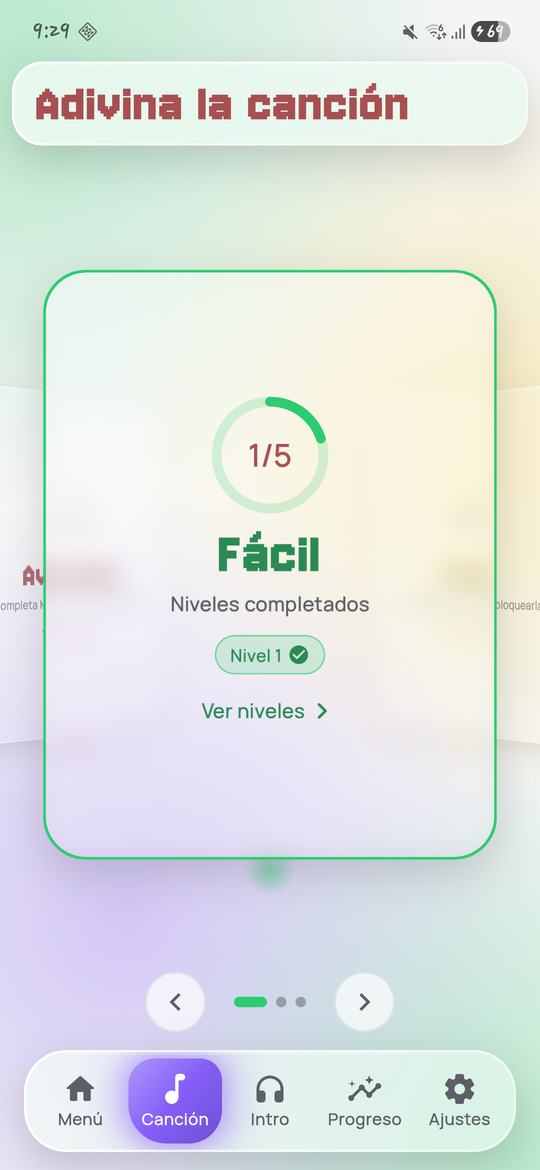 9:29
6
69
Adivina la canción
1/5
Fácil
Niveles completados
Nivel 1
Ver niveles
Menú
Canción
Intro
Progreso
Ajustes